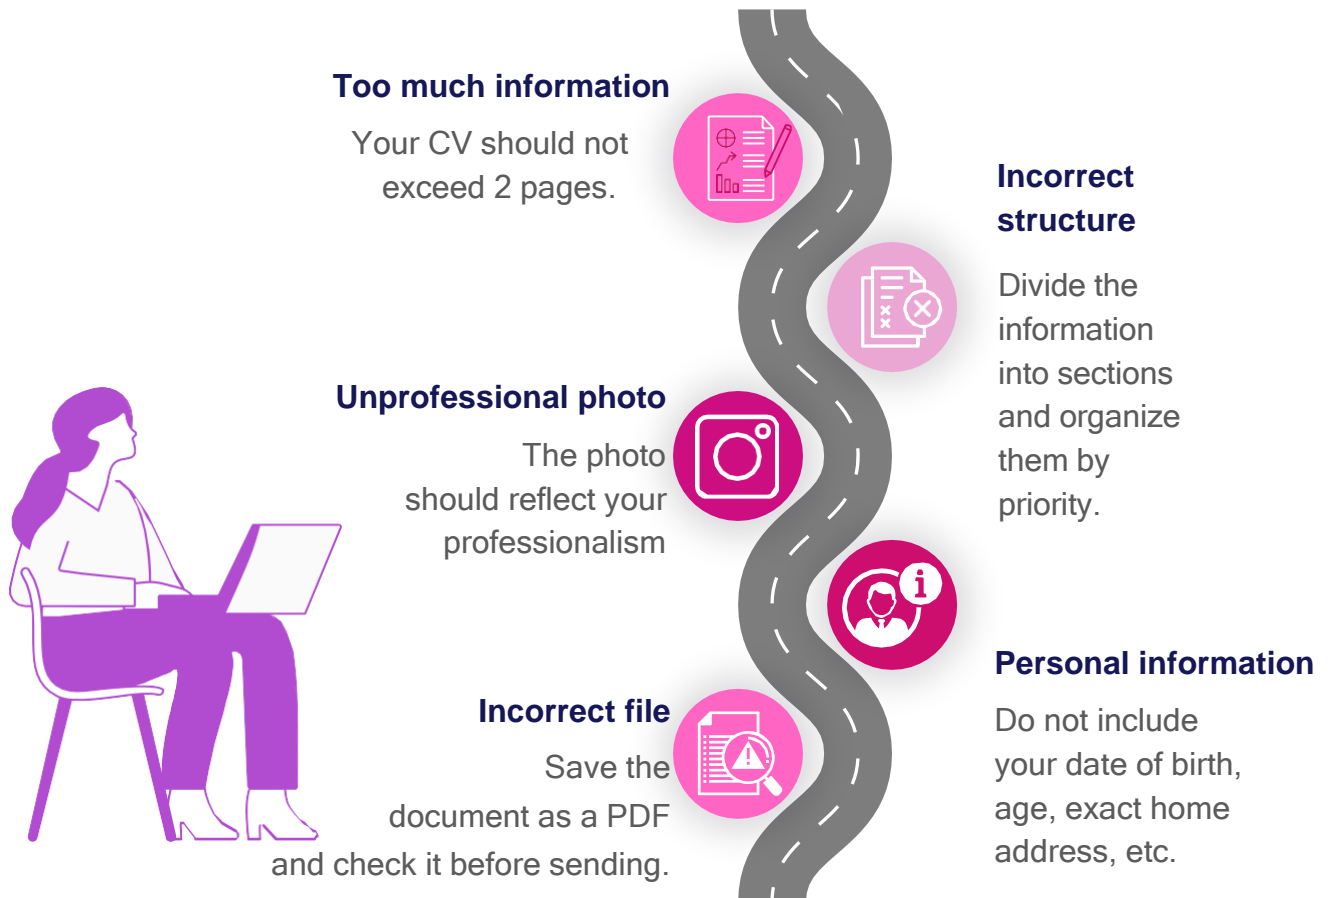 Too much information
Your CV should not
exceed 2 pages.
Incorrect
structure
Divide the
information
into sections
and organize
them by
priority.
Unprofessional photo
The photo
should reflect your
professionalism
Personal information
Do not include
your date of birth,
age, exact home
address, etc.
Incorrect file
Save the
document as a PDF
and check it before sending.